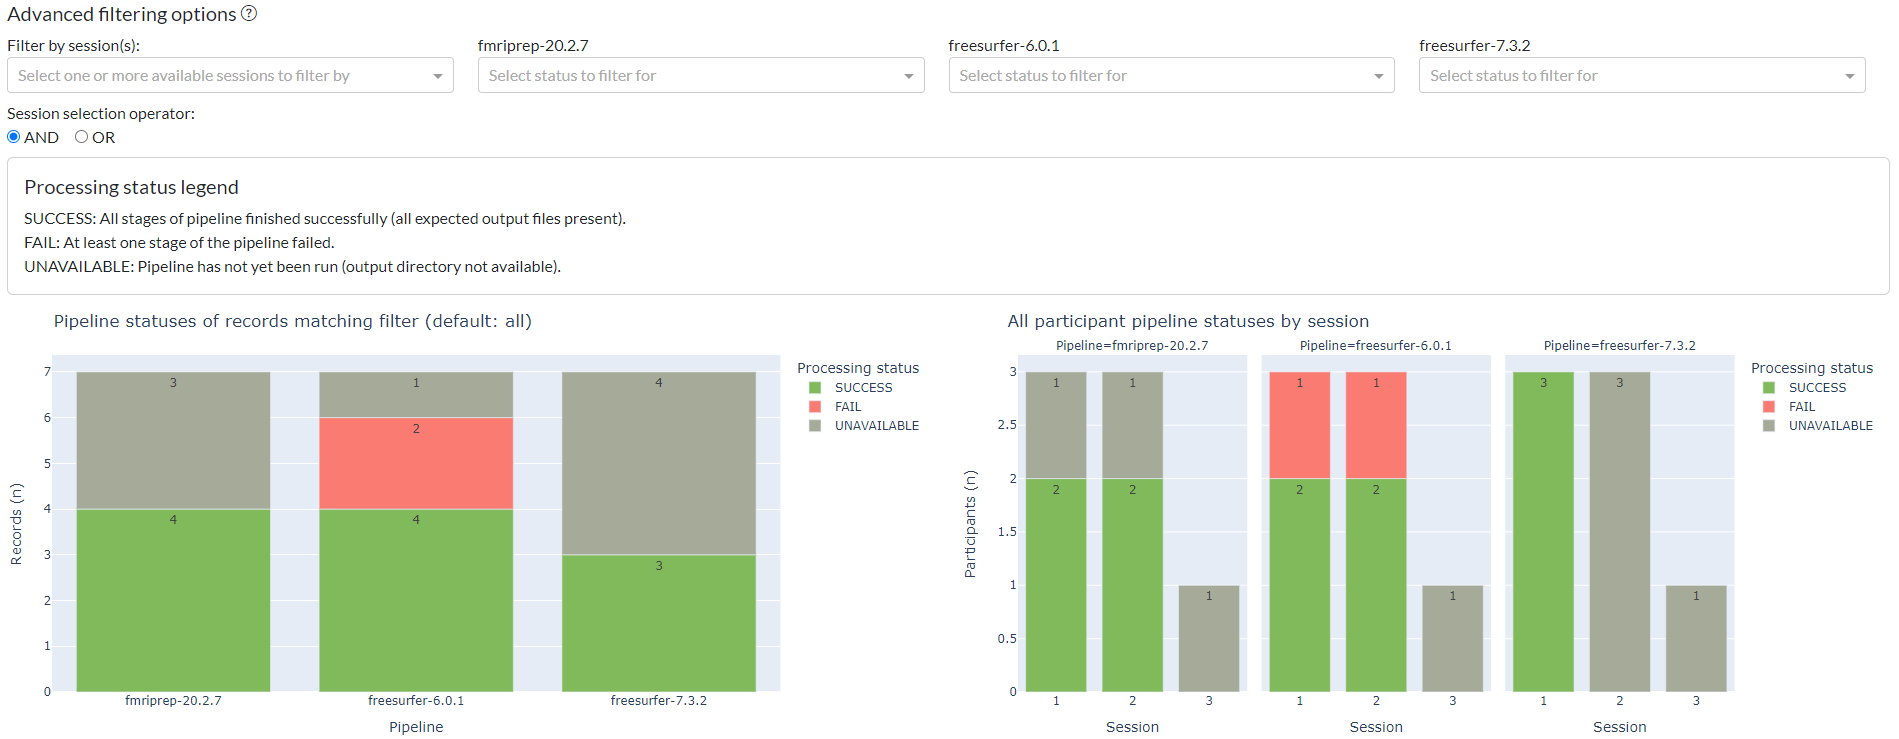 Advanced filtering options ?
Filter by session(s):
Select one or more available sessions to filter by
fmriprep-20.2.7
Select status to filter for
freesurfer-6.0.1
Select status to filter for
freesurfer-7.3.2
Select status to filter for
Session selection operator:
AND OR
Processing status legend
SUCCESS: All stages of pipeline finished successfully (all expected output files present).
FAIL: At least one stage of the pipeline failed.
UNAVAILABLE: Pipeline has not yet been run (output directory not available).
Pipeline statuses of records matching filter (default: all)
Records (n)
7
6
5
4
3
2
1
0
3
4
1
2
4
4
3
fmriprep-20.2.7
freesurfer-6.0.1
freesurfer-7.3.2
Pipeline
Processing status
SUCCESS
FAIL
UNAVAILABLE
All participant pipeline statuses by session
Pipeline=fmriprep-20.2.7
Pipeline=freesurfer-6.0.1
Pipeline=freesurfer-7.3.2
Participants (n)
3
2.5
2
1.5
1
0.5
0
1
1
2
2
1
1
1
2
2
1
3
3
1
1 2 3
1 2 3
1 2 3
Session
Session
Session
Processing status
SUCCESS
FAIL
UNAVAILABLE